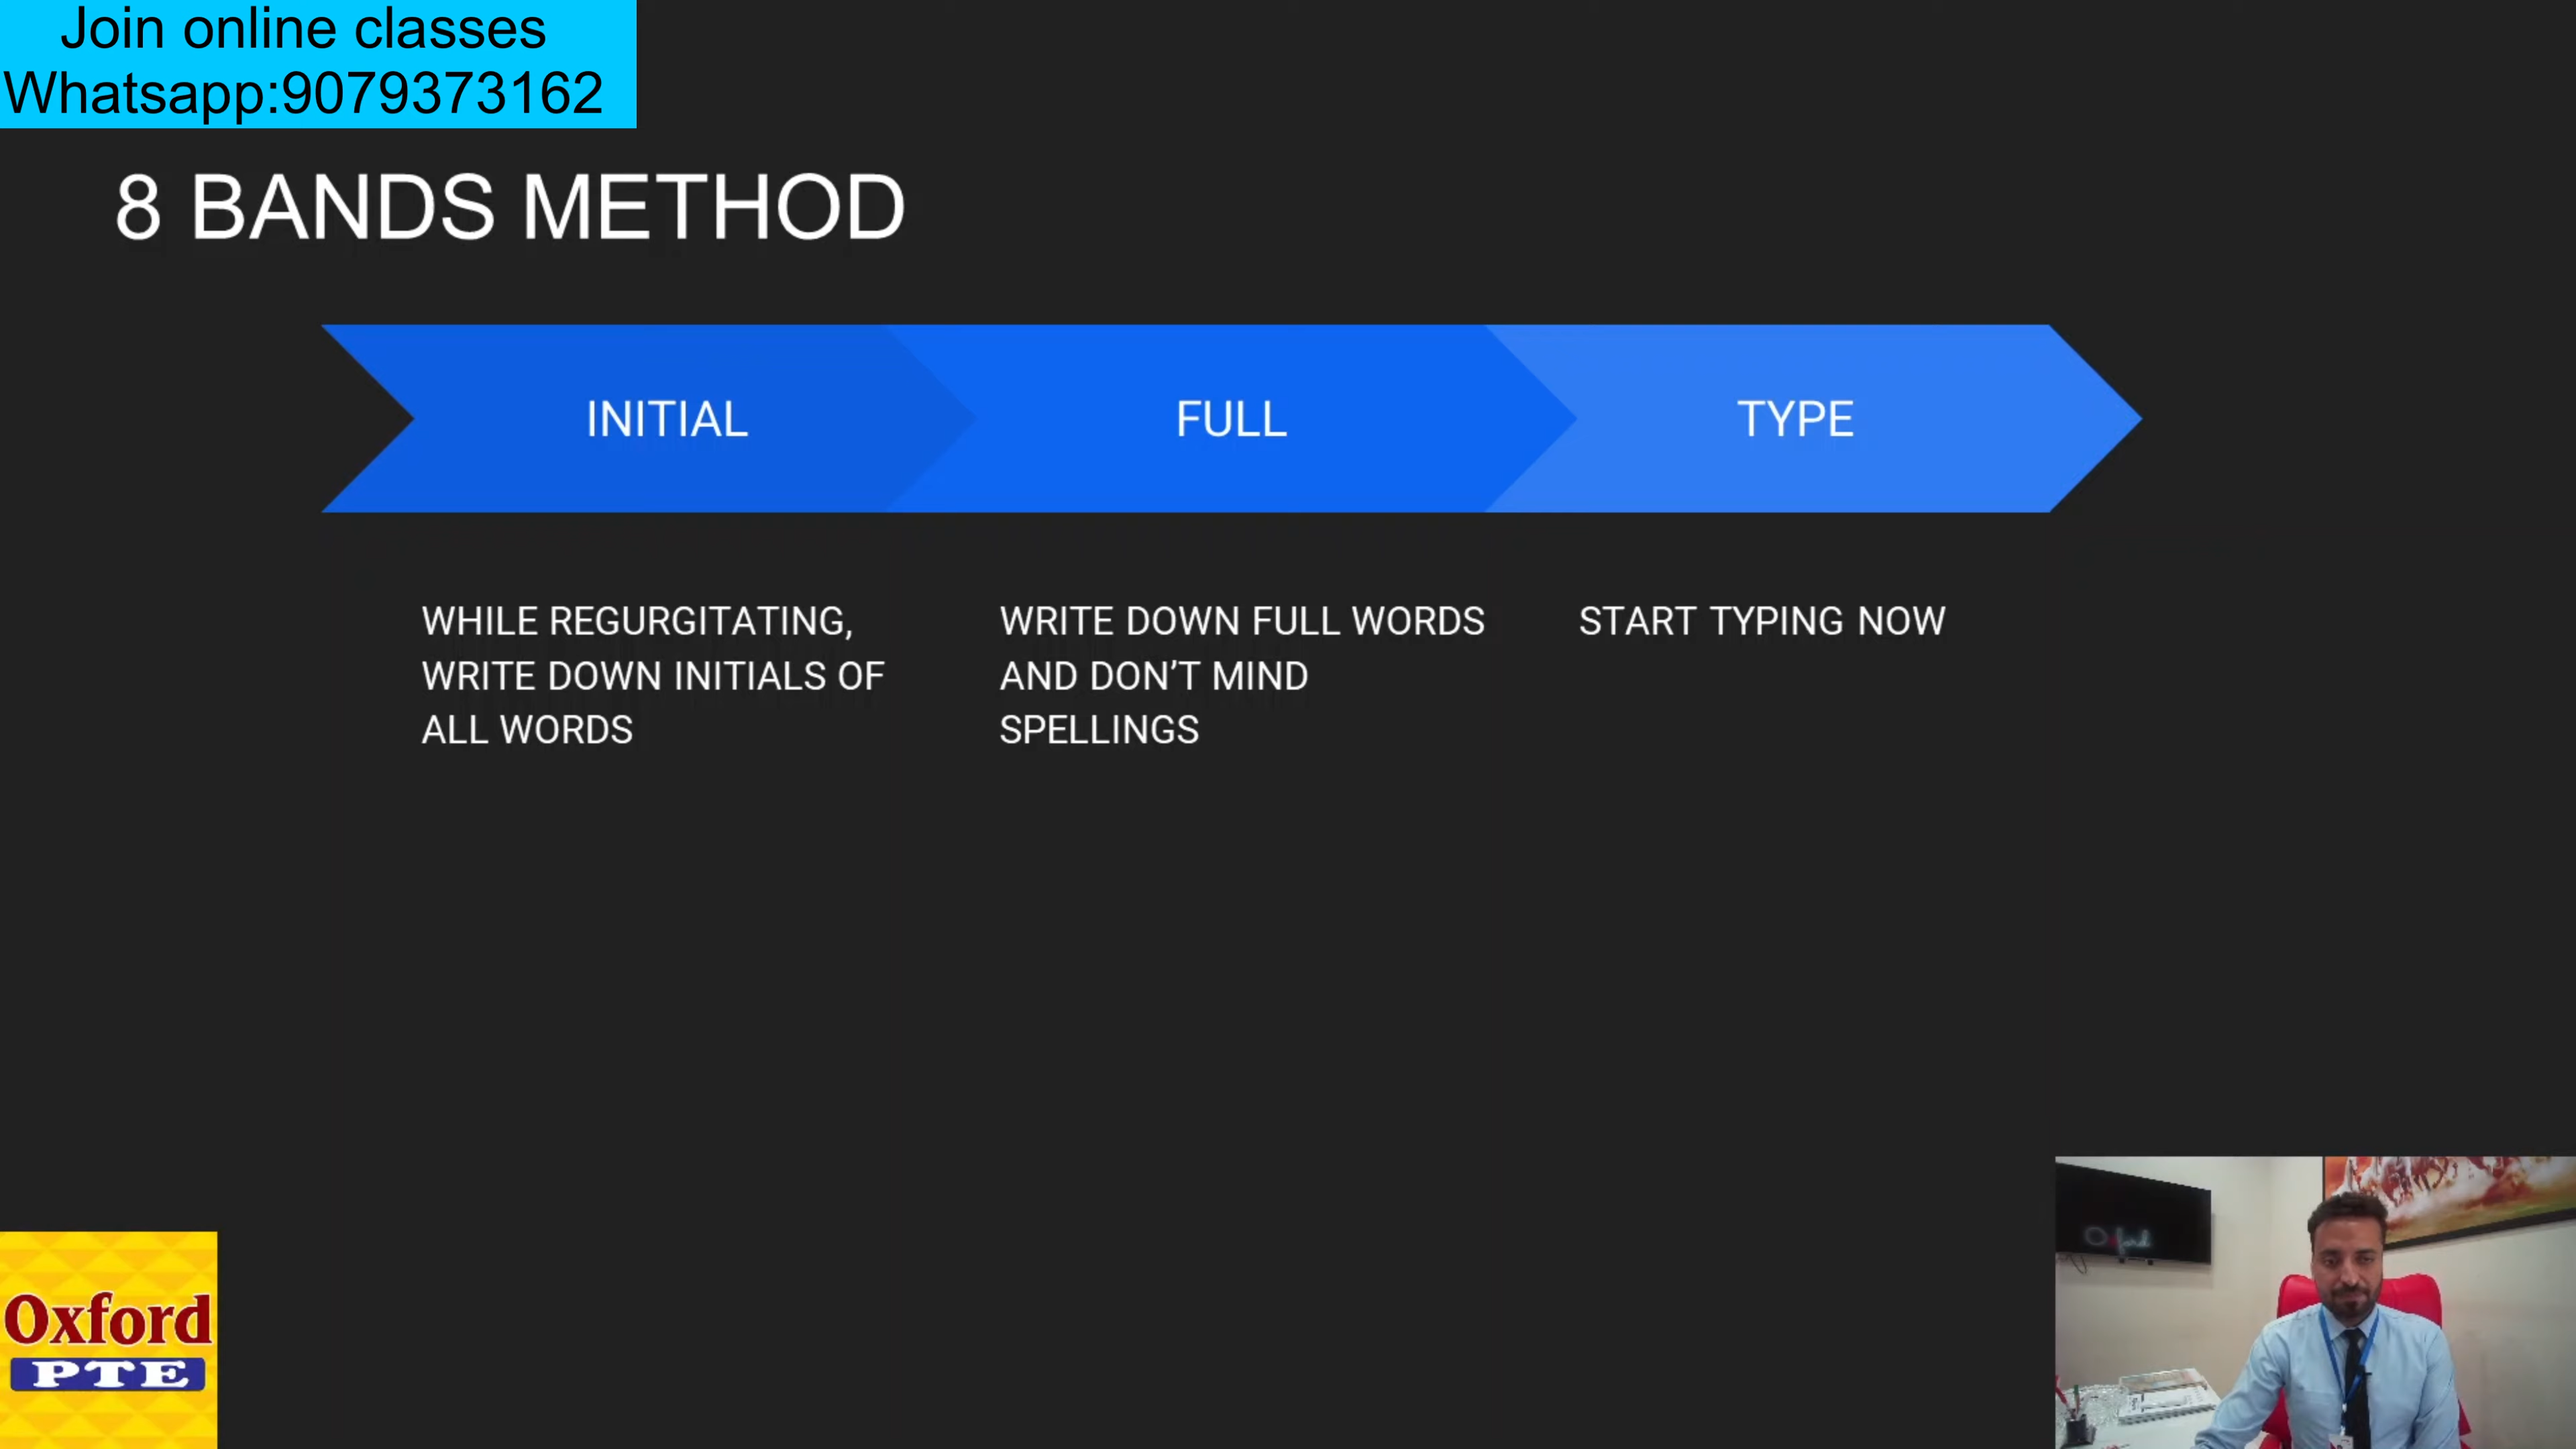 Join online classes
Whatsapp:9079373162
8 BANDS METHOD
INITIAL
FULL
TYPE
WHILE REGURGITATING,
WRITE DOWN INITIALS OF
ALL WORDS
WRITE DOWN FULL WORDS
AND DON’T MIND
SPELLINGS
START TYPING NOW
Oxford
PTE
Oxford